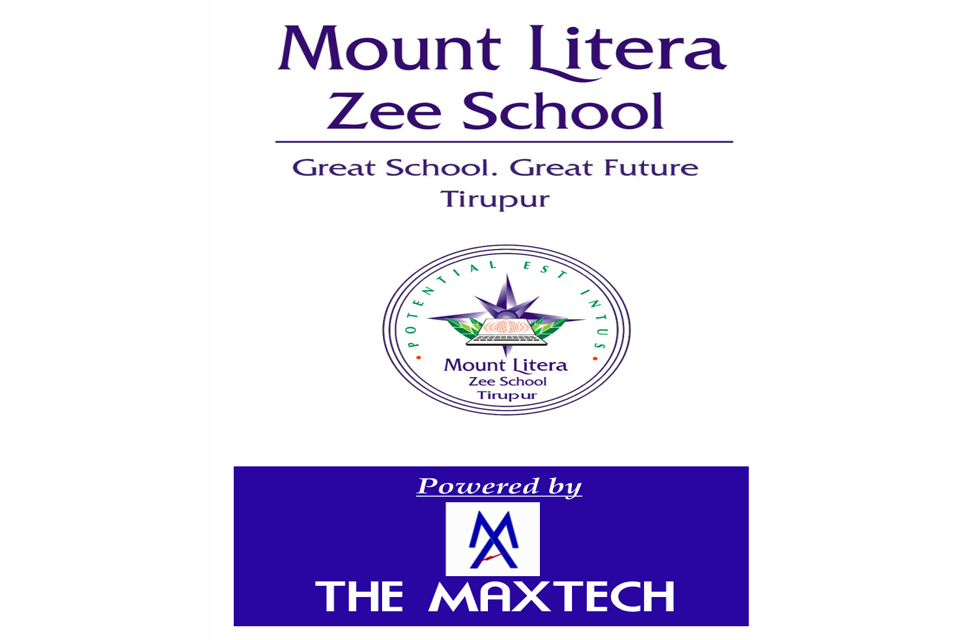 Mount Litera
Zee School
Great School. Great Future
Tirupur
POTENTIAL EST INTUS
Mount Litera
Zee School
Tirupur
Powered by
MX
THE MAXTECH